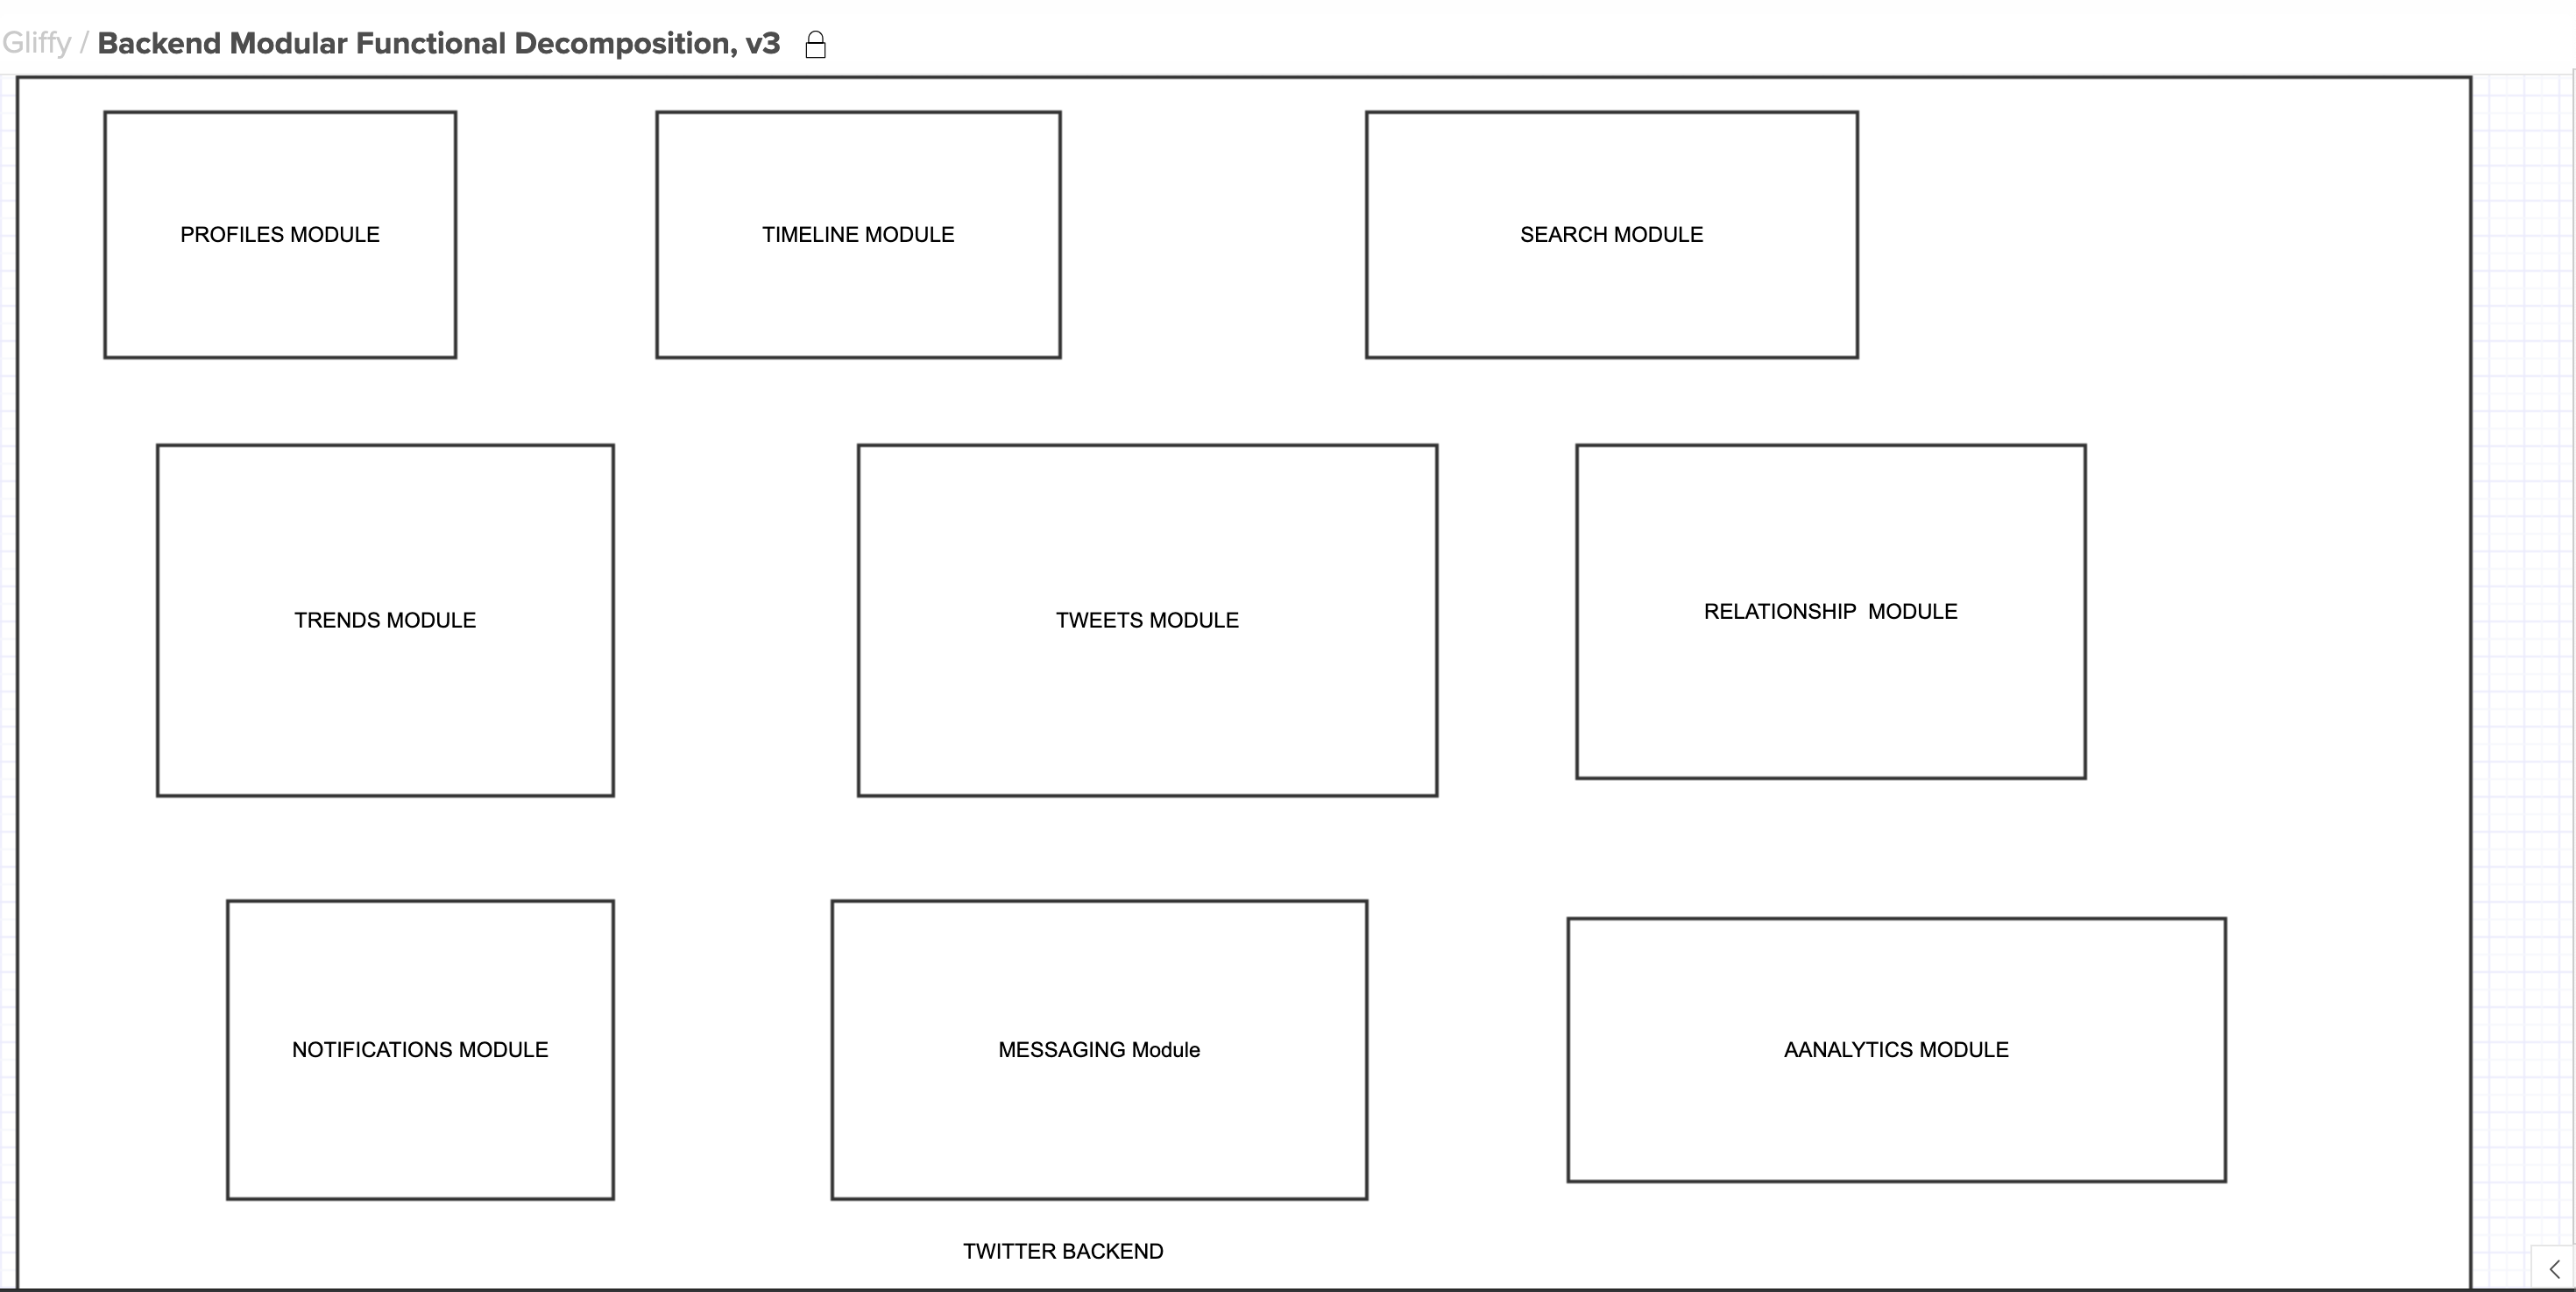 Gliffy / Backend Modular Functional Decomposition, v3
PROFILES MODULE
TIMELINE MODULE
SEARCH MODULE
TRENDS MODULE
TWEETS MODULE
RELATIONSHIP  MODULE
NOTIFICATIONS MODULE
MESSAGING Module
AANALYTICS MODULE
TWITTER BACKEND